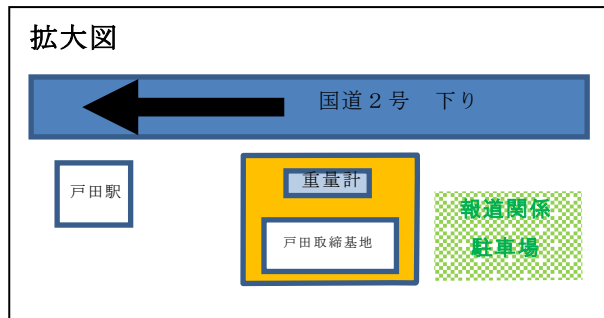 拡大図
国道２号　下り
戸田駅
重量計
戸田取締基地
報道関係
駐車場